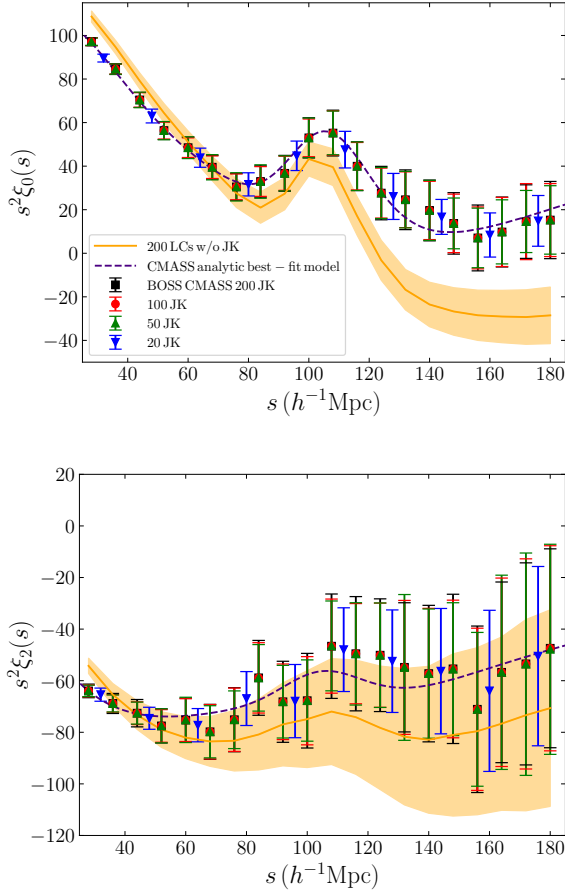 100
80
60
40
20
0
−20
−40
s²ξ₀(s)
200 LCs w/o JK
CMASS analytic best − fit model
BOSS CMASS 200 JK
100 JK
50 JK
20 JK
40 60 80 100 120 140 160 180
s (h⁻¹Mpc)
20
0
−20
−40
−60
−80
−100
−120
s²ξ₂(s)
40 60 80 100 120 140 160 180
s (h⁻¹Mpc)